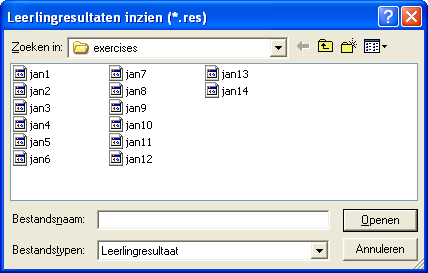 Leerlingresultaten inzien (*.res)
Zoeken in: exercises
jan1
jan2
jan3
jan4
jan5
jan6
jan7
jan8
jan9
jan10
jan11
jan12
jan13
jan14
Bestandsnaam: Openen
Bestandstypen: Leerlingresultaat Annuleren